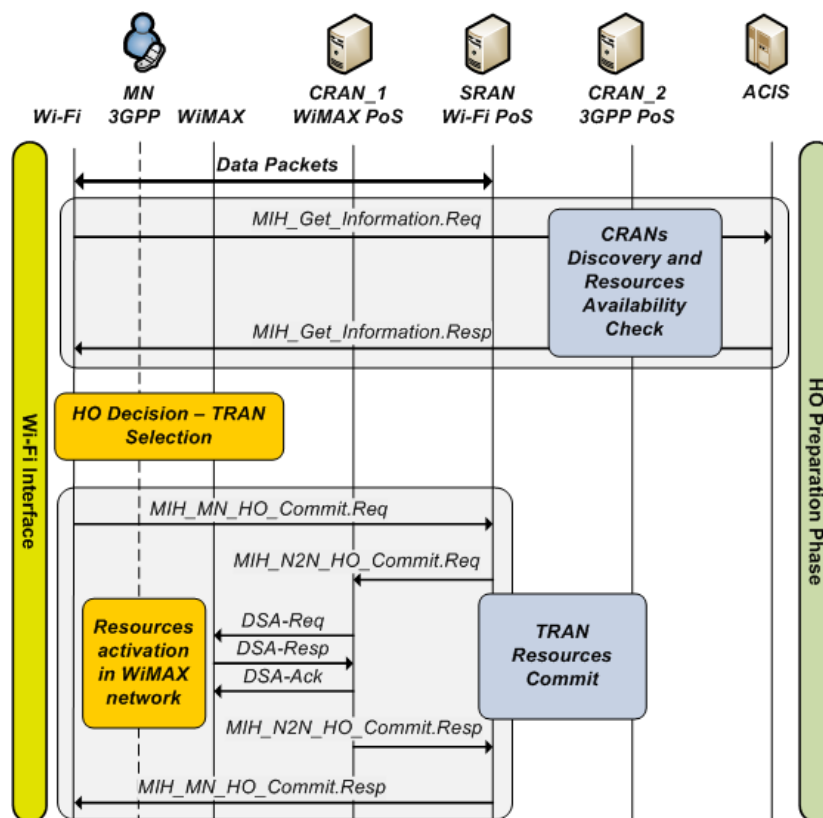 MN
3GPP
Wi-Fi
WiMAX
CRAN_1
WiMAX PoS
SRAN
Wi-Fi PoS
CRAN_2
3GPP PoS
ACIS
Data Packets
MIH_Get_Information.Req
CRANs
Discovery and
Resources
Availability
Check
MIH_Get_Information.Resp
HO Decision – TRAN
Selection
Wi-Fi Interface
HO Preparation Phase
MIH_MN_HO_Commit.Req
MIH_N2N_HO_Commit.Req
Resources
activation
in WiMAX
network
DSA-Req
DSA-Resp
DSA-Ack
TRAN
Resources
Commit
MIH_N2N_HO_Commit.Resp
MIH_MN_HO_Commit.Resp